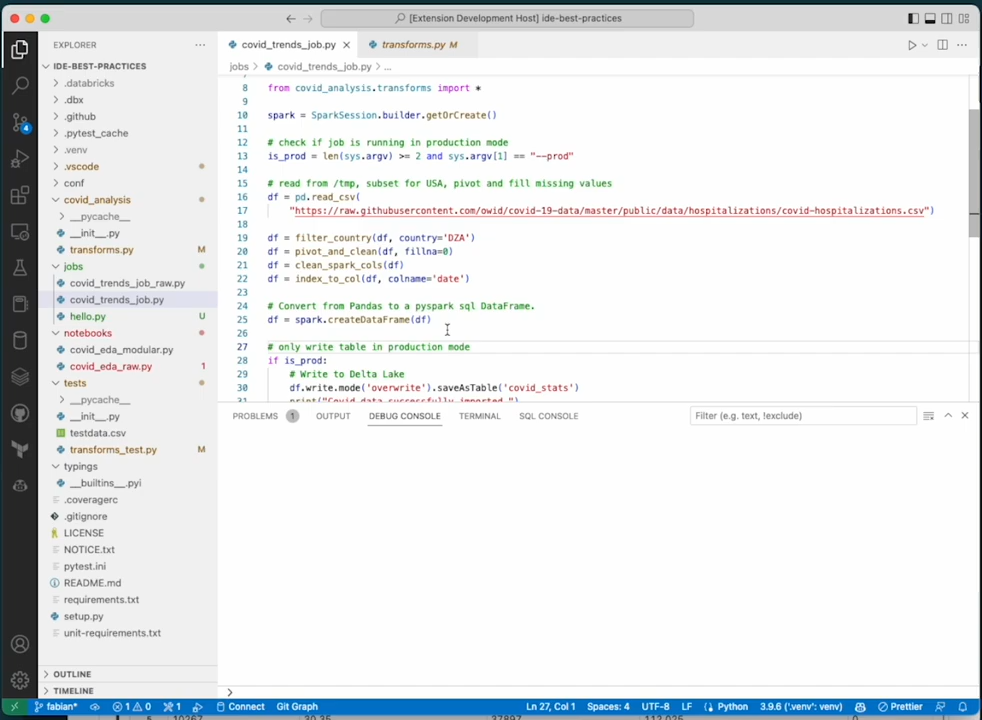 [Extension Development Host] ide-best-practices
EXPLORER
covid_trends_job.py
transforms.py M
IDE-BEST-PRACTICES
jobs > covid_trends_job.py > ...
.databricks
.dbx
.github
.pytest_cache
.venv
.vscode
conf
covid_analysis
__pycache__
__init__.py
transforms.py M
jobs
covid_trends_job_raw.py
covid_trends_job.py
hello.py U
notebooks
covid_eda_modular.py
covid_eda_raw.py 1
tests
__pycache__
__init__.py
testdata.csv
transforms_test.py M
typings
__builtins__.pyi
.coveragerc
.gitignore
LICENSE
NOTICE.txt
pytest.ini
README.md
requirements.txt
setup.py
unit-requirements.txt
OUTLINE
TIMELINE
4
8 from covid_analysis.transforms import *
9
10 spark = SparkSession.builder.getOrCreate()
11
12 # check if job is running in production mode
13 is_prod = len(sys.argv) >= 2 and sys.argv[1] == "--prod"
14
15 # read from /tmp, subset for USA, pivot and fill missing values
16 df = pd.read_csv(
17 "https://raw.githubusercontent.com/owid/covid-19-data/master/public/data/hospitalizations/covid-hospitalizations.csv")
18
19 df = filter_country(df, country='DZA')
20 df = pivot_and_clean(df, fillna=0)
21 df = clean_spark_cols(df)
22 df = index_to_col(df, colname='date')
23
24 # Convert from Pandas to a pyspark sql DataFrame.
25 df = spark.createDataFrame(df)
26
27 # only write table in production mode
28 if is_prod:
29 # Write to Delta Lake
30 df.write.mode('overwrite').saveAsTable('covid_stats')
print("Covid data successfully imported.")
PROBLEMS 1 OUTPUT DEBUG CONSOLE TERMINAL SQL CONSOLE Filter (e.g. text, !exclude)
fabian* 1 0 1 Connect Git Graph Ln 27, Col 1 Spaces: 4 UTF-8 LF Python 3.9.6 ('.venv': venv) Prettier